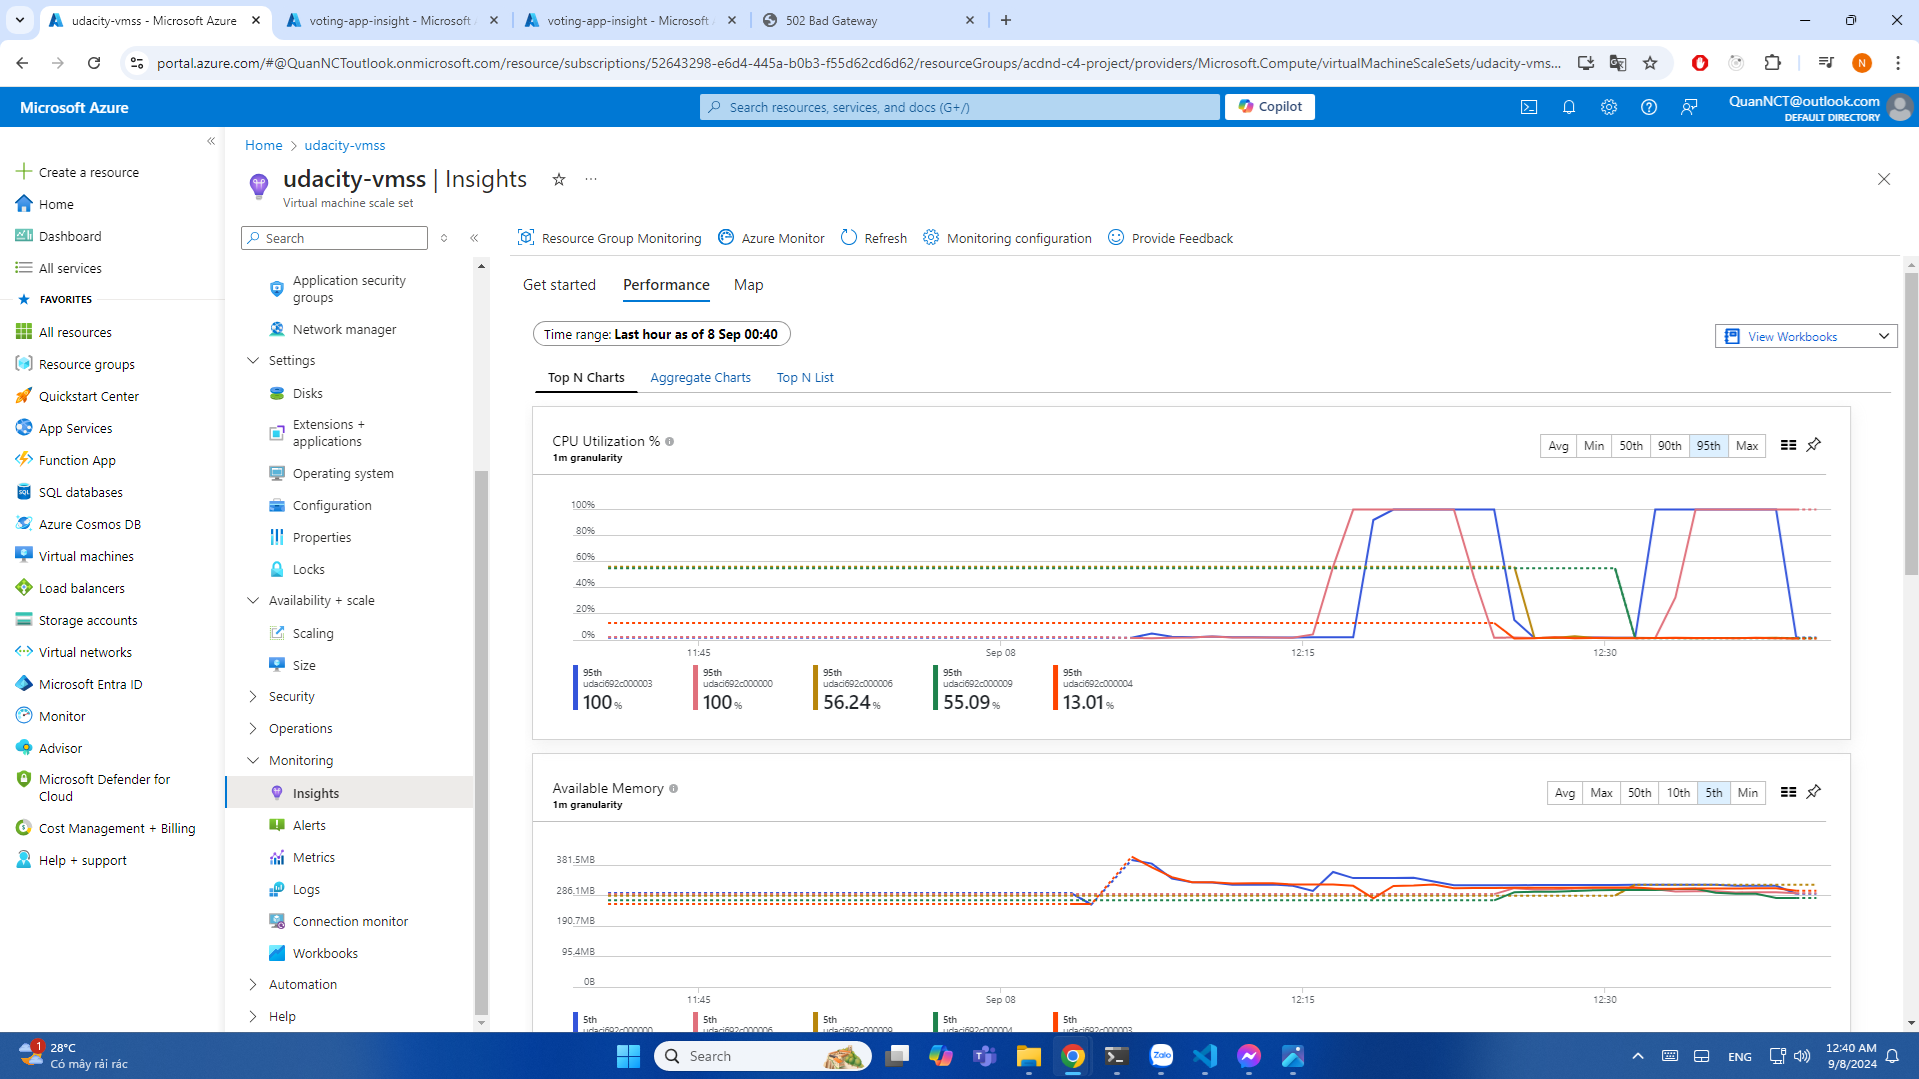 udacity-vmss - Microsoft Azure
voting-app-insight - Microsoft
voting-app-insight - Microsoft
502 Bad Gateway
portal.azure.com/#@QuanNCToutlook.onmicrosoft.com/resource/subscriptions/52643298-e6d4-445a-b0b3-f55d62cd6d62/resourceGroups/acdnd-c4-project/providers/Microsoft.Compute/virtualMachineScaleSets/udacity-vms...
N
Microsoft Azure
Search resources, services, and docs (G+/)
Copilot
QuanNCT@outlook.com
DEFAULT DIRECTORY
Create a resource
Home
Dashboard
All services
FAVORITES
All resources
Resource groups
Quickstart Center
App Services
Function App
SQL databases
Azure Cosmos DB
Virtual machines
Load balancers
Storage accounts
Virtual networks
Microsoft Entra ID
Monitor
Advisor
Microsoft Defender for
Cloud
Cost Management + Billing
Help + support
Home > udacity-vmss
udacity-vmss | Insights
Virtual machine scale set
Search
Application security
groups
Network manager
Settings
Disks
Extensions +
applications
Operating system
Configuration
Properties
Locks
Availability + scale
Scaling
Size
Security
Operations
Monitoring
Insights
Alerts
Metrics
Logs
Connection monitor
Workbooks
Automation
Help
Resource Group Monitoring
Azure Monitor
Refresh
Monitoring configuration
Provide Feedback
Get started
Performance
Map
Time range: Last hour as of 8 Sep 00:40
View Workbooks
Top N Charts
Aggregate Charts
Top N List
CPU Utilization %
1m granularity
Avg
Min
50th
90th
95th
Max
100%
80%
60%
40%
20%
0%
11:45
Sep 08
12:15
12:30
95th
udaci692c000003
100 %
95th
udaci692c000000
100 %
95th
udaci692c000006
56.24 %
95th
udaci692c000009
55.09 %
95th
udaci692c000004
13.01 %
Available Memory
1m granularity
Avg
Max
50th
10th
5th
Min
381.5MB
286.1MB
190.7MB
95.4MB
0B
11:45
Sep 08
12:15
12:30
5th
udaci692c000000
5th
udaci692c000006
5th
udaci692c000009
5th
udaci692c000004
5th
udaci692c000003
1
28°C
Có mây rải rác
Search
Zalo
ENG
12:40 AM
9/8/2024